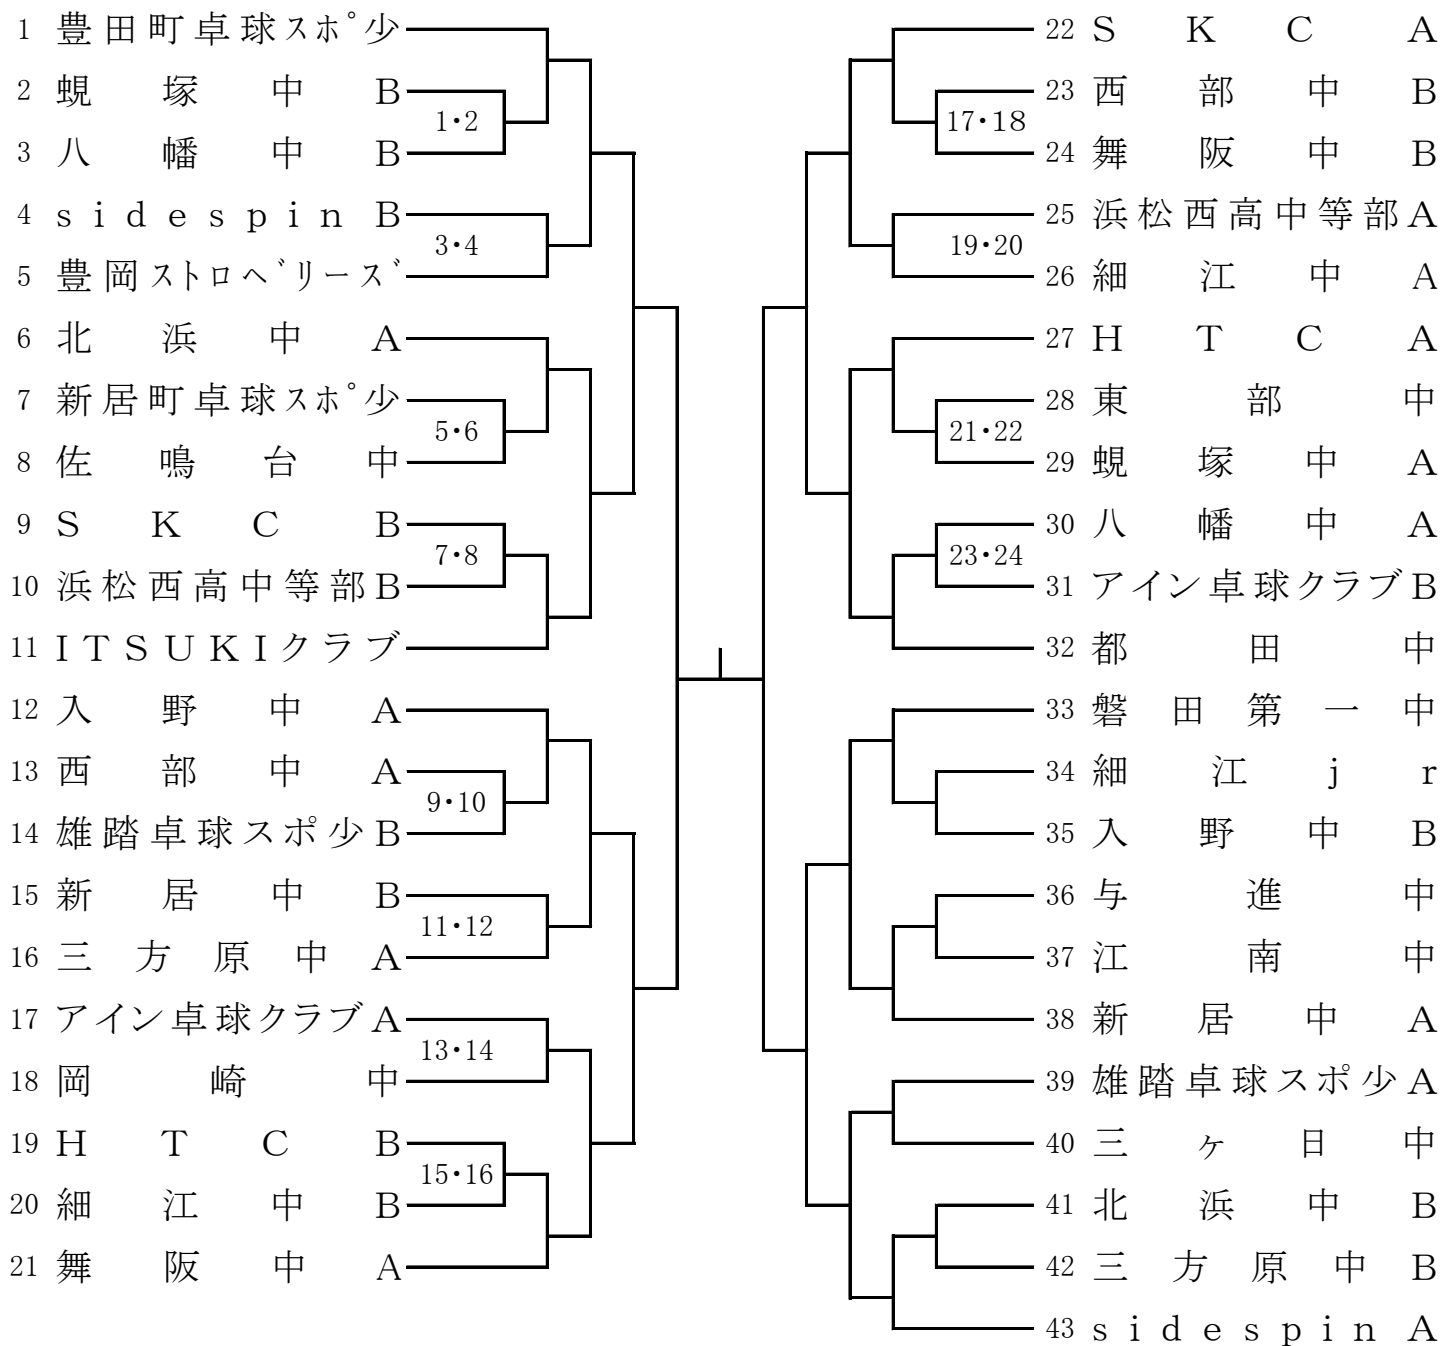 1 豊田町卓球スポ少
2 蜆塚中B
1・2
3 八幡中B
4 sidespin B
3・4
5 豊岡ストロベリーズ
6 北浜中A
7 新居町卓球スポ少
5・6
8 佐鳴台中
9 SKC B
7・8
10 浜松西高中等部B
11 ITSUKIクラブ
12 入野中A
13 西部中A
9・10
14 雄踏卓球スポ少B
15 新居中B
11・12
16 三方原中A
17 アイン卓球クラブA
13・14
18 岡崎中
19 HTC B
15・16
20 細江中B
21 舞阪中A
22 SKC A
23 西部中B
17・18
24 舞阪中B
25 浜松西高中等部A
19・20
26 細江中A
27 HTC A
28 東部中
21・22
29 蜆塚中A
30 八幡中A
23・24
31 アイン卓球クラブB
32 都田中
33 磐田第一中
34 細江jr
35 入野中B
36 与進中
37 江南中
38 新居中A
39 雄踏卓球スポ少A
40 三ヶ日中
41 北浜中B
42 三方原中B
43 sidespin A